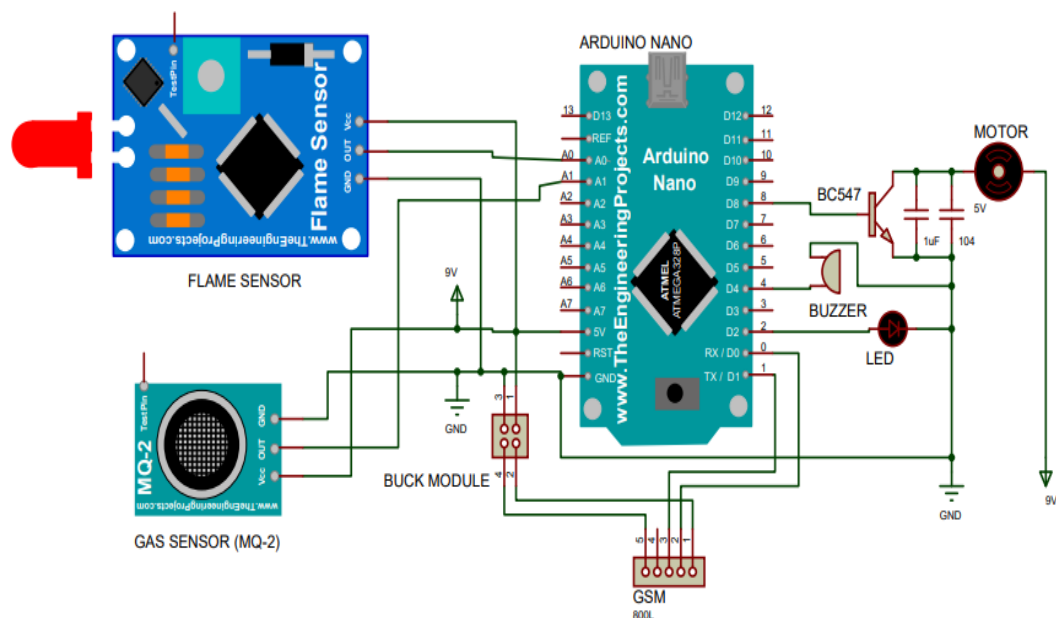 ARDUINO NANO
TestPin
Flame Sensor
Vcc
OUT
GND
www.TheEngineeringProjects.com
FLAME SENSOR
13
REF
A0
A1
A2
A3
A4
A5
A6
A7
RST
D13
REF
A0
A1
A2
A3
A4
A5
A6
A7
5V
RST
GND
www.TheEngineeringProjects.com
Arduino
Nano
ATMEL
ATMEGA328P
D12
D11
D10
D9
D8
D7
D6
D5
D4
D3
D2
RX / D0
TX / D1
12
11
10
9
8
7
6
5
4
3
2
0
1
MOTOR
5V
BC547
1uF
104
BUZZER
LED
GND
9V
9V
GND
3
1
4
2
BUCK MODULE
TestPin
MQ-2
GND
OUT
Vcc
www.TheEngineeringProjects.com
GAS SENSOR (MQ-2)
5
4
3
2
1
GSM
800L